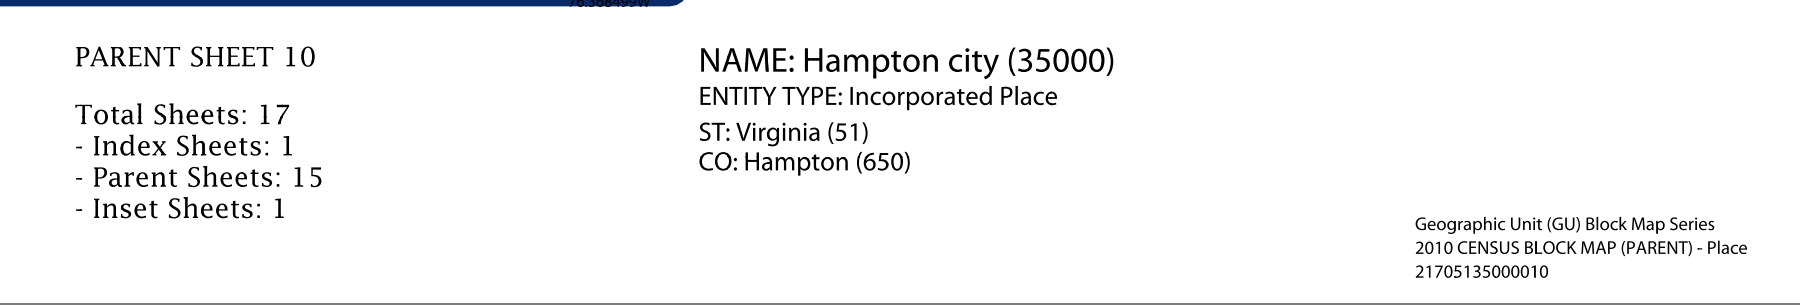 76.368499W
PARENT SHEET 10
Total Sheets: 17
- Index Sheets: 1
- Parent Sheets: 15
- Inset Sheets: 1
NAME: Hampton city (35000)
ENTITY TYPE: Incorporated Place
ST: Virginia (51)
CO: Hampton (650)
Geographic Unit (GU) Block Map Series
2010 CENSUS BLOCK MAP (PARENT) - Place
21705135000010